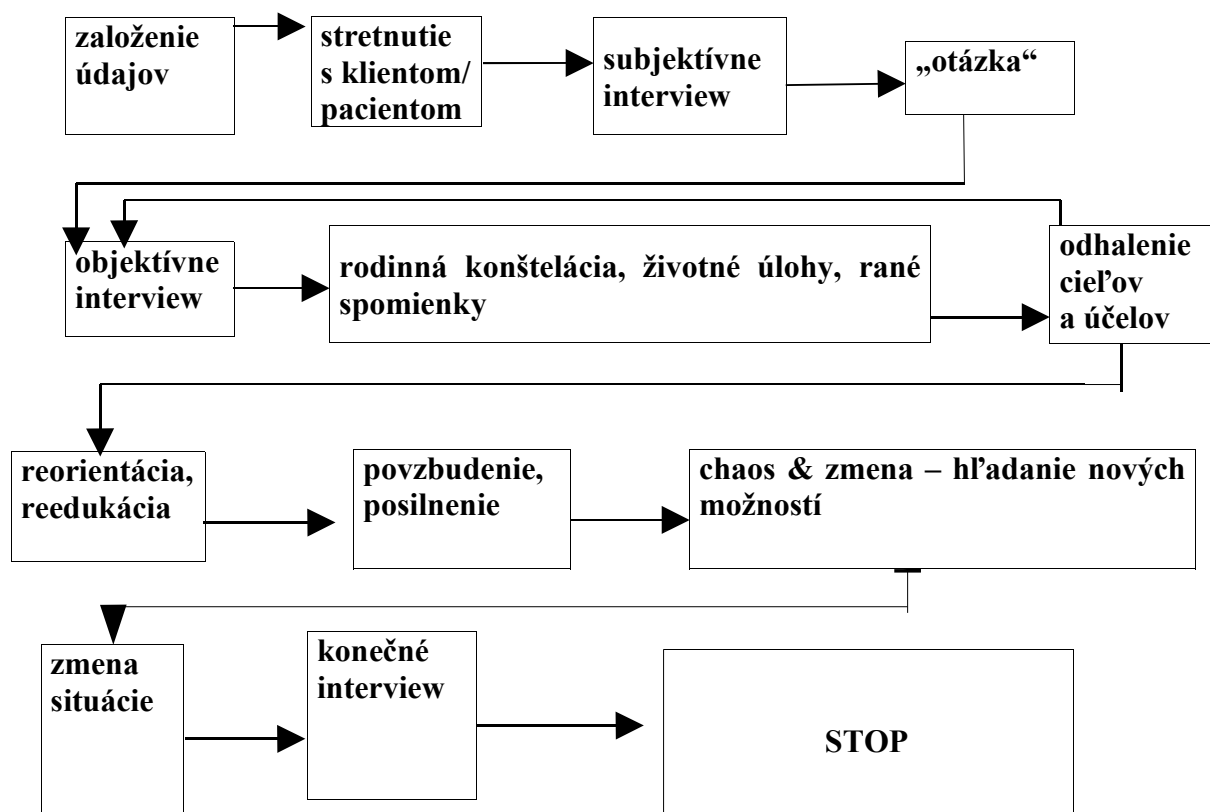 založenie
údajov
stretnutie
s klientom/
pacientom
subjektívne
interview
„otázka“
objektívne
interview
rodinná konštelácia, životné úlohy, rané
spomienky
odhalenie
cieľov
a účelov
reorientácia,
reedukácia
povzbudenie,
posilnenie
chaos & zmena – hľadanie nových
možností
zmena
situácie
konečné
interview
STOP